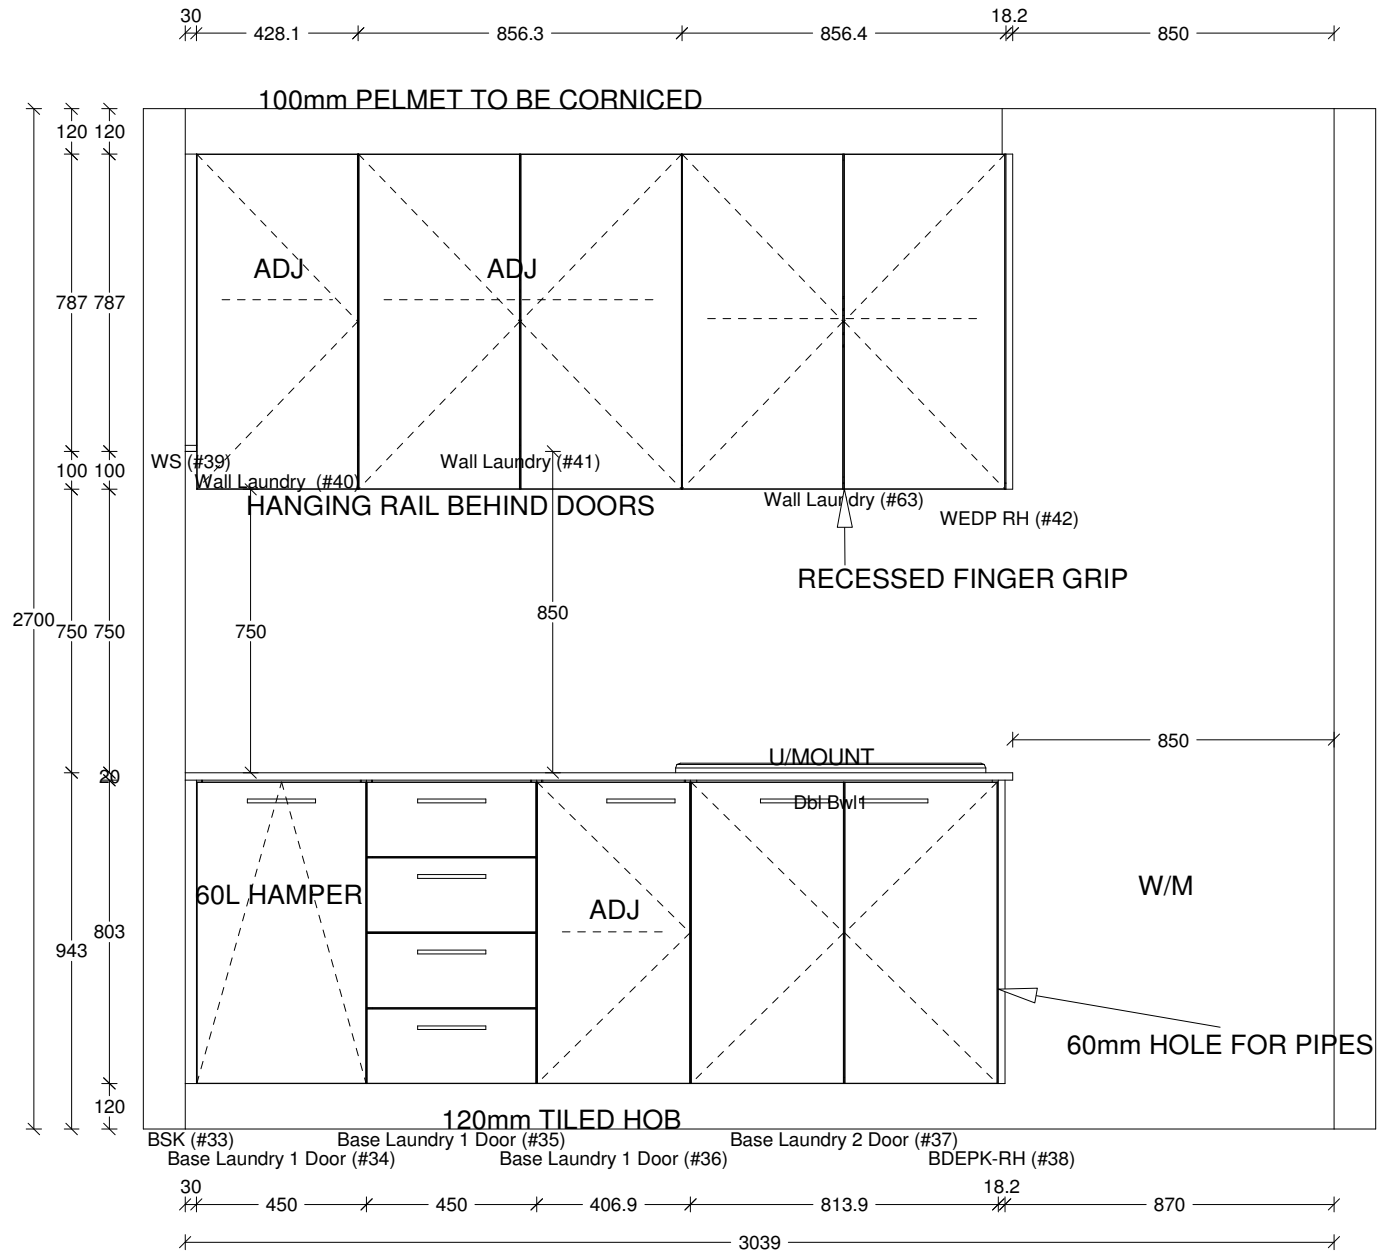 30
18.2
428.1
856.3
856.4
850
100mm PELMET TO BE CORNICED
120 120
ADJ
ADJ
787 787
WS (#39)
Wall Laundry (#41)
100 100
Wall Laundry (#40)
HANGING RAIL BEHIND DOORS
Wall Laundry (#63)
WEDP RH (#42)
RECESSED FINGER GRIP
2700
750 750
750
850
850
U/MOUNT
20
Dbl Bwl1
60L HAMPER
W/M
ADJ
943
803
60mm HOLE FOR PIPES
120
120mm TILED HOB
BSK (#33)
Base Laundry 1 Door (#35)
Base Laundry 2 Door (#37)
Base Laundry 1 Door (#34)
Base Laundry 1 Door (#36)
BDEPK-RH (#38)
30
18.2
450
450
406.9
813.9
870
3039